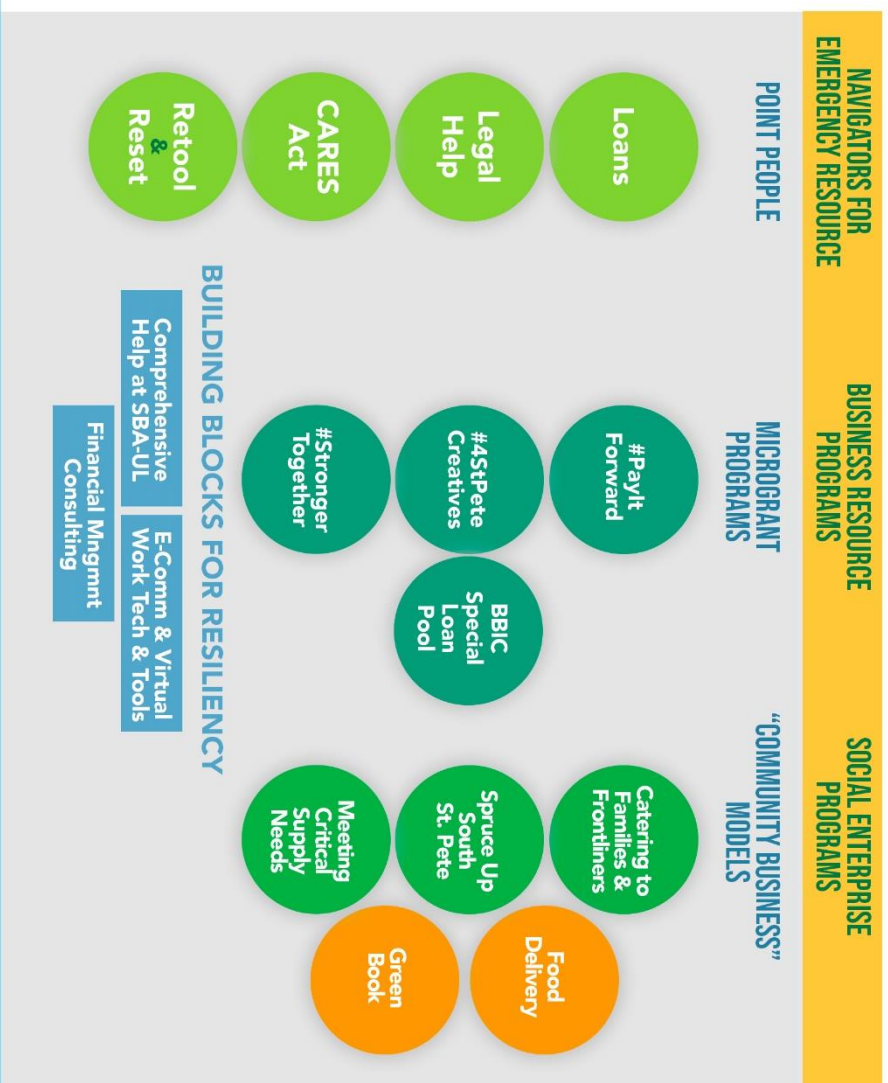 NAVIGATORS FOR
EMERGENCY RESOURCE
BUSINESS RESOURCE
PROGRAMS
SOCIAL ENTERPRISE
PROGRAMS
POINT PEOPLE
Loans
Legal
Help
CARES
Act
Retool
&
Reset
MICROGRANT
PROGRAMS
#PayIt
Forward
#4StPete
Creatives
#Stronger
Together
BBIC
Special
Loan
Pool
"COMMUNITY BUSINESS"
MODELS
Catering to
Families &
Frontliners
Spruce Up
South
St. Pete
Meeting
Critical
Supply
Needs
Food
Delivery
Green
Book
BUILDING BLOCKS FOR RESILIENCY
Comprehensive
Help at SBA-UL
E-Comm & Virtual
Work Tech & Tools
Financial Mngmnt
Consulting